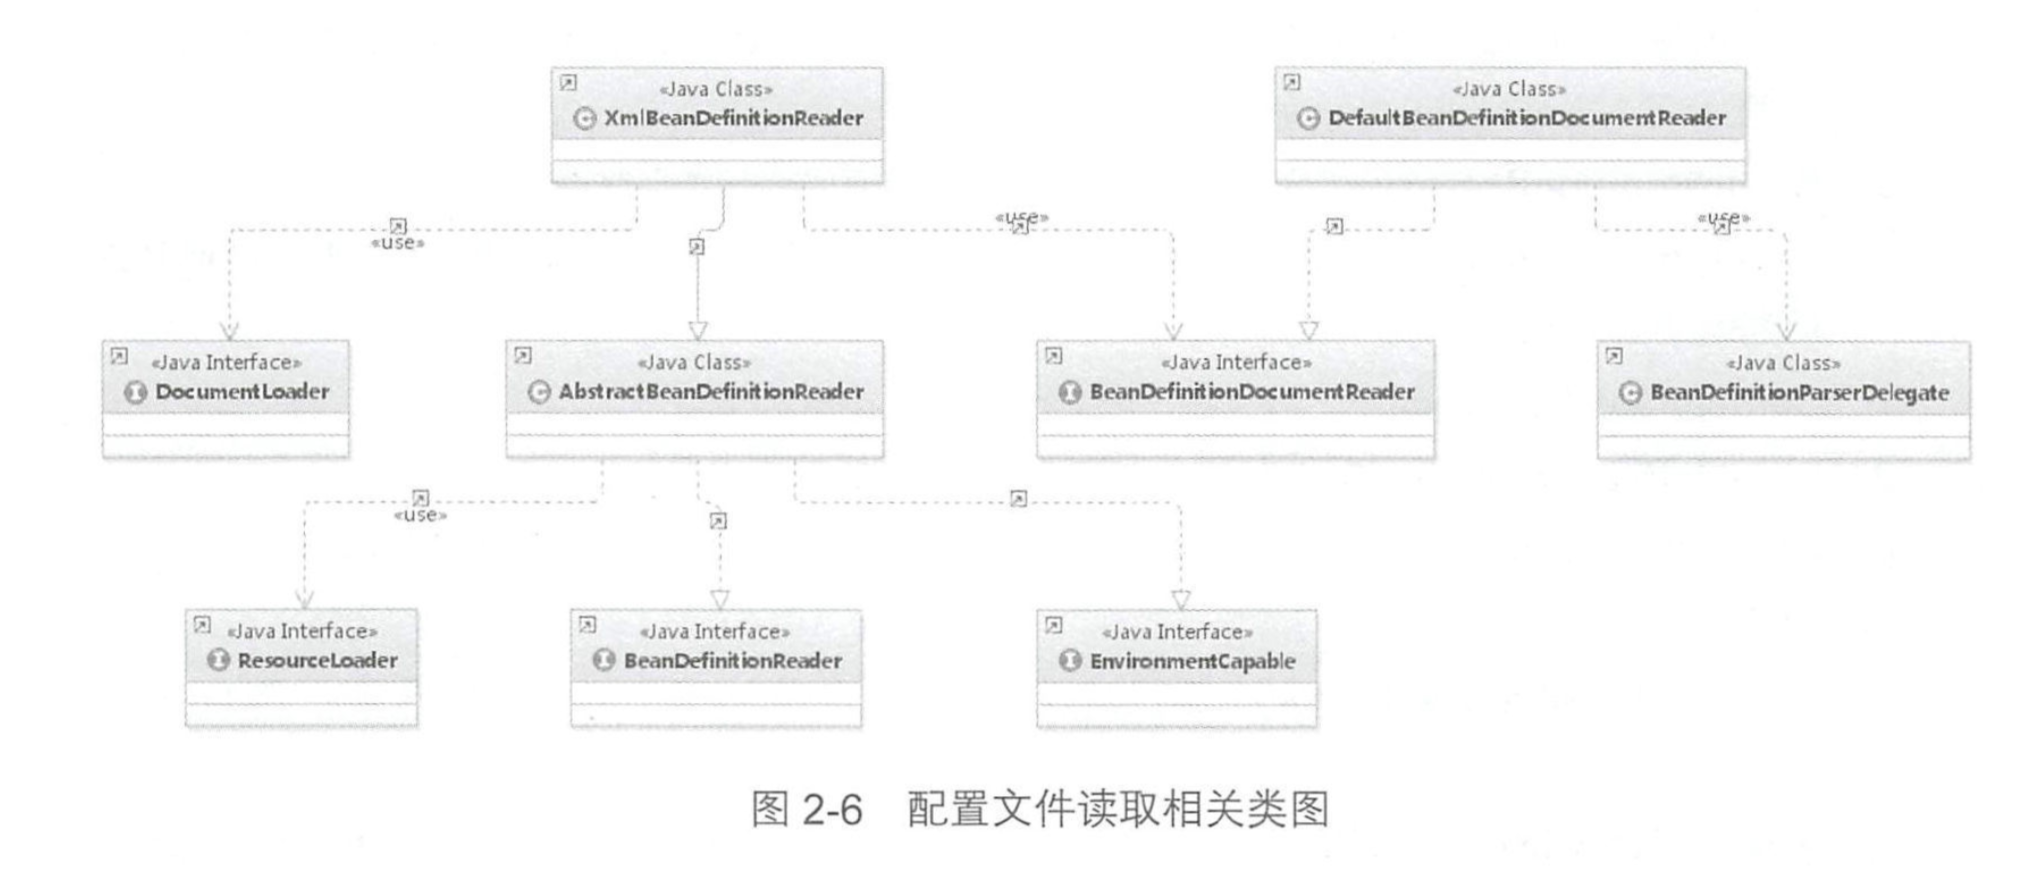 «Java Class»
XmlBeanDefinitionReader
«Java Class»
DefaultBeanDefinitionDocumentReader
«use»
«use»
«use»
«Java Interface»
DocumentLoader
«Java Class»
AbstractBeanDefinitionReader
«Java Interface»
BeanDefinitionDocumentReader
«Java Class»
BeanDefinitionParserDelegate
«use»
«Java Interface»
ResourceLoader
«Java Interface»
BeanDefinitionReader
«Java Interface»
EnvironmentCapable
图 2-6 配置文件读取相关类图